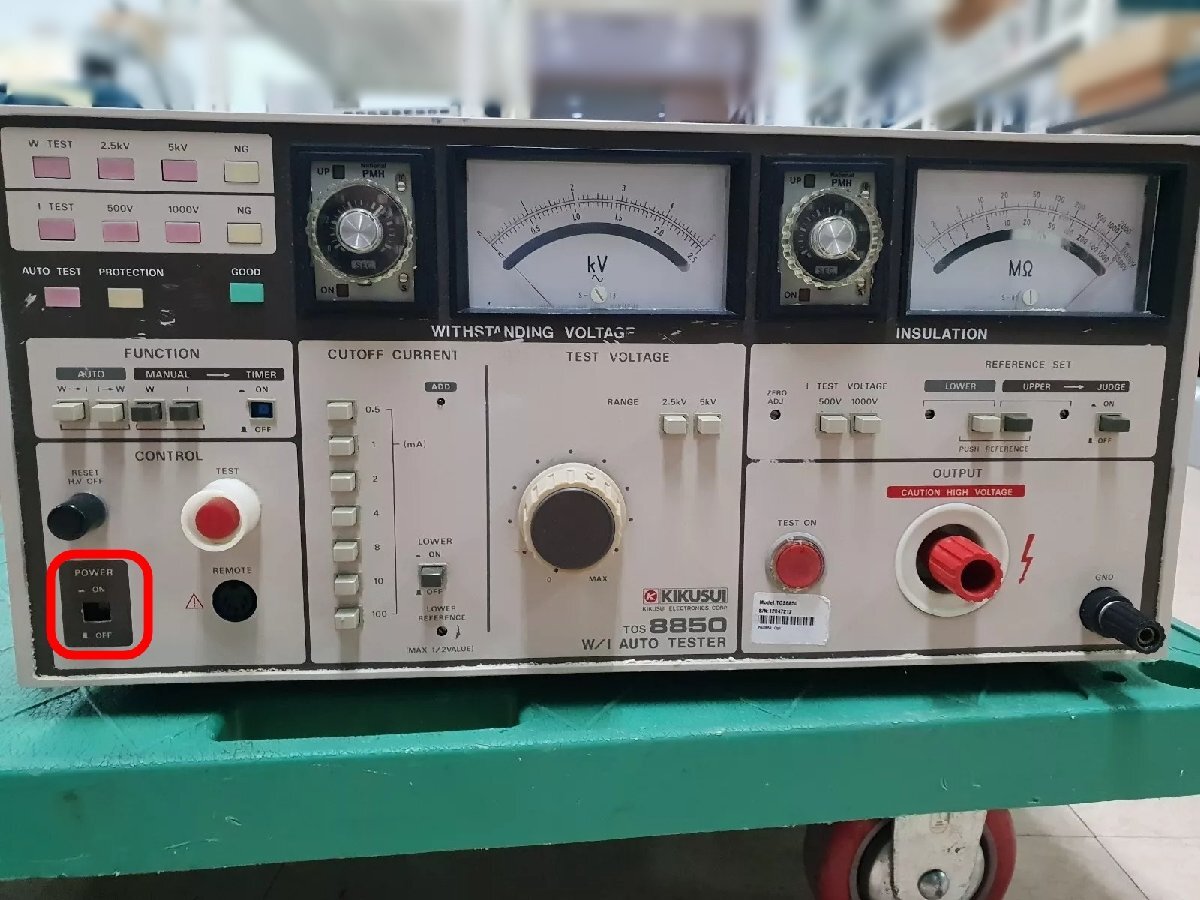 W TEST 2.5kV 5kV NG
I TEST 500V 1000V NG
AUTO TEST PROTECTION GOOD
UP National PMH
SEC
ON
kV
UP National PMH
SEC
ON
MΩ
WITHSTANDING VOLTAGE
INSULATION
FUNCTION
AUTO MANUAL TIMER
W I I W W I ON
OFF
CONTROL
RESET
H.V OFF
TEST
POWER
ON
OFF
REMOTE
CUTOFF CURRENT
ADD
0.5
1 (mA)
2
4
8
10
100
LOWER
ON
OFF
LOWER
REFERENCE
(MAX 1/2VALUE)
TEST VOLTAGE
RANGE 2.5kV 5kV
0 MAX
KIKUSUI
KIKUSUI ELECTRONICS CORP.
TOS 8850
W/I AUTO TESTER
REFERENCE SET
ZERO
ADJ
I TEST VOLTAGE
500V 1000V
LOWER UPPER JUDGE
ON
OFF
PUSH REFERENCE
OUTPUT
CAUTION HIGH VOLTAGE
TEST ON
GND